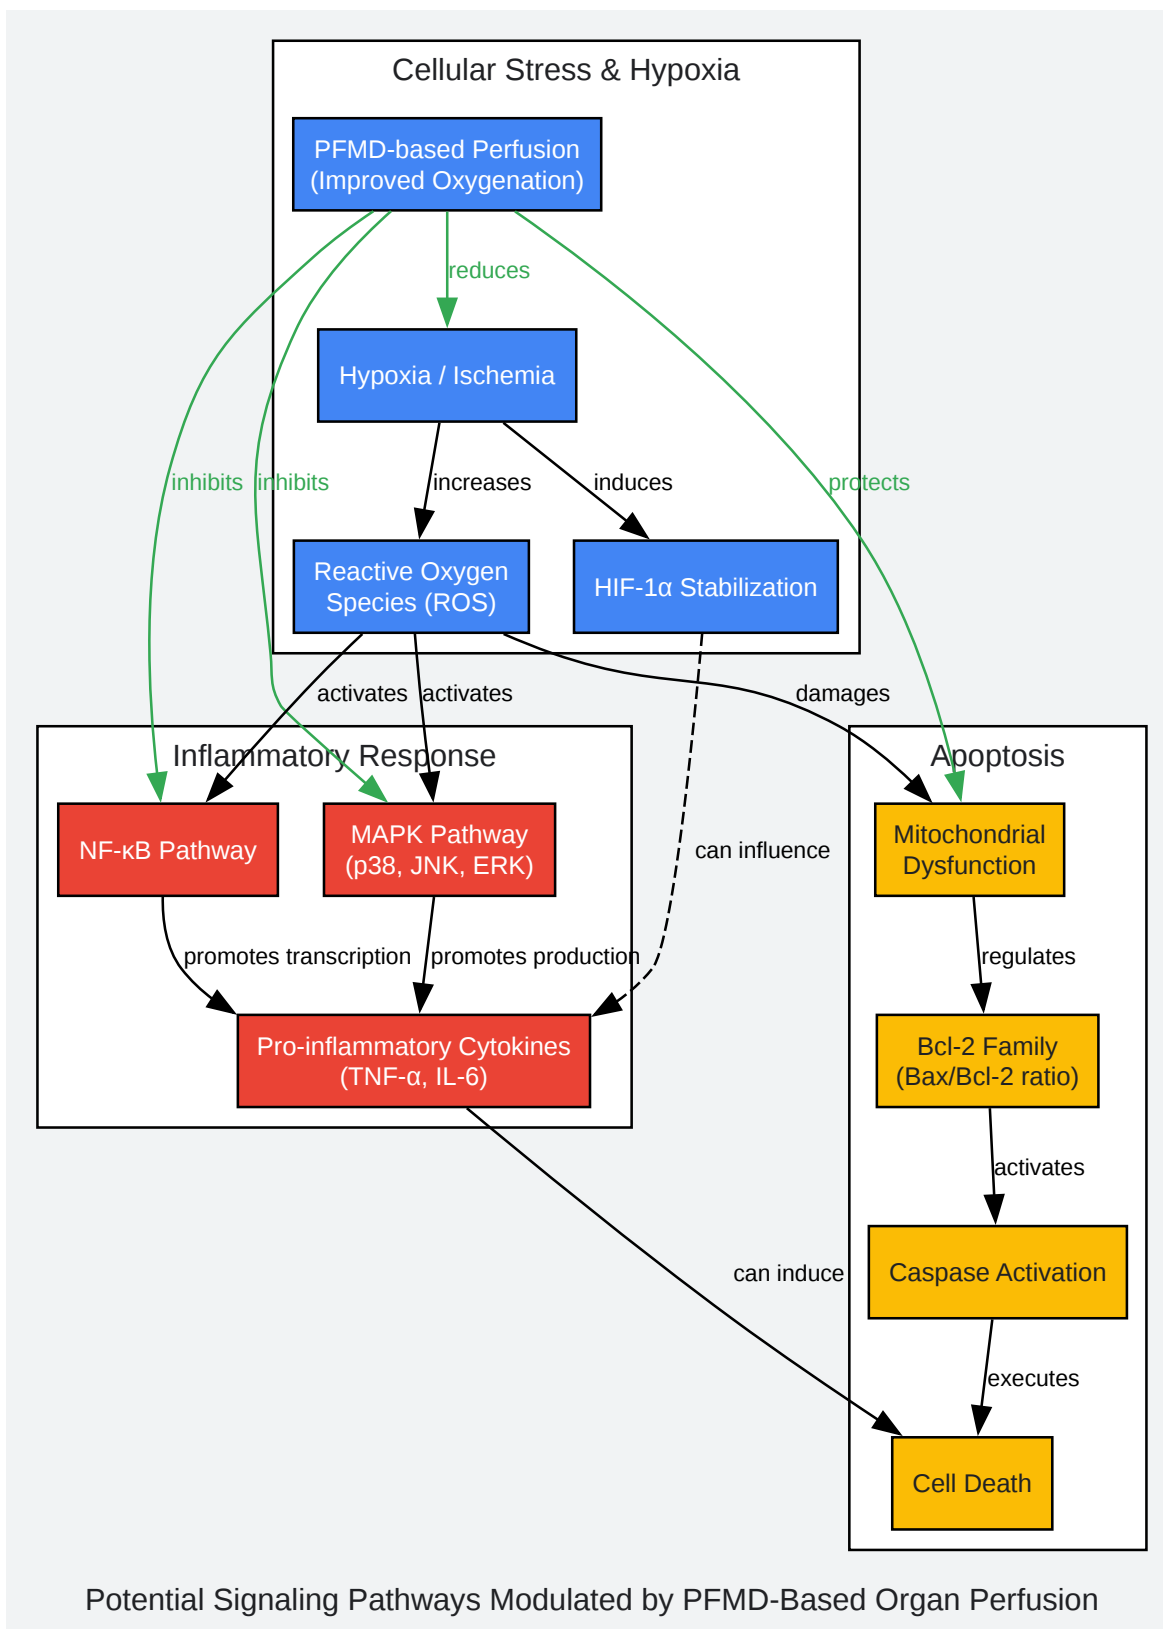 Cellular Stress & Hypoxia
PFMD-based Perfusion
(Improved Oxygenation)
reduces
Hypoxia / Ischemia
inhibits
inhibits
increases
induces
protects
Reactive Oxygen
Species (ROS)
HIF-1α Stabilization
activates
activates
damages
Inflammatory Response
Apoptosis
NF-κB Pathway
MAPK Pathway
(p38, JNK, ERK)
can influence
Mitochondrial
Dysfunction
promotes transcription
promotes production
regulates
Pro-inflammatory Cytokines
(TNF-α, IL-6)
Bcl-2 Family
(Bax/Bcl-2 ratio)
activates
can induce
Caspase Activation
executes
Cell Death
Potential Signaling Pathways Modulated by PFMD-Based Organ Perfusion